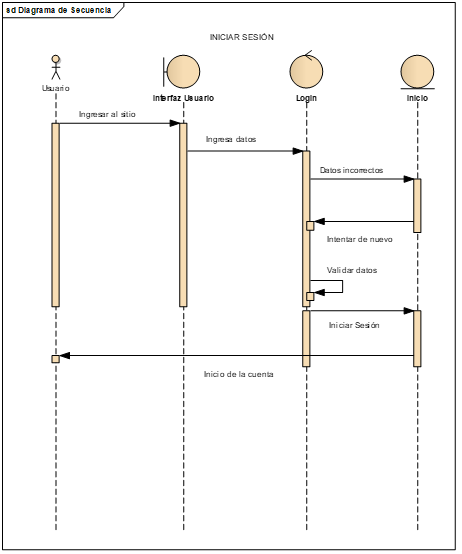 sd Diagrama de Secuencia
INICIAR SESIÓN
Usuario
Interfaz Usuario
Login
Inicio
Ingresar al sitio
Ingresa datos
Datos incorrectos
Intentar de nuevo
Validar datos
Iniciar Sesión
Inicio de la cuenta